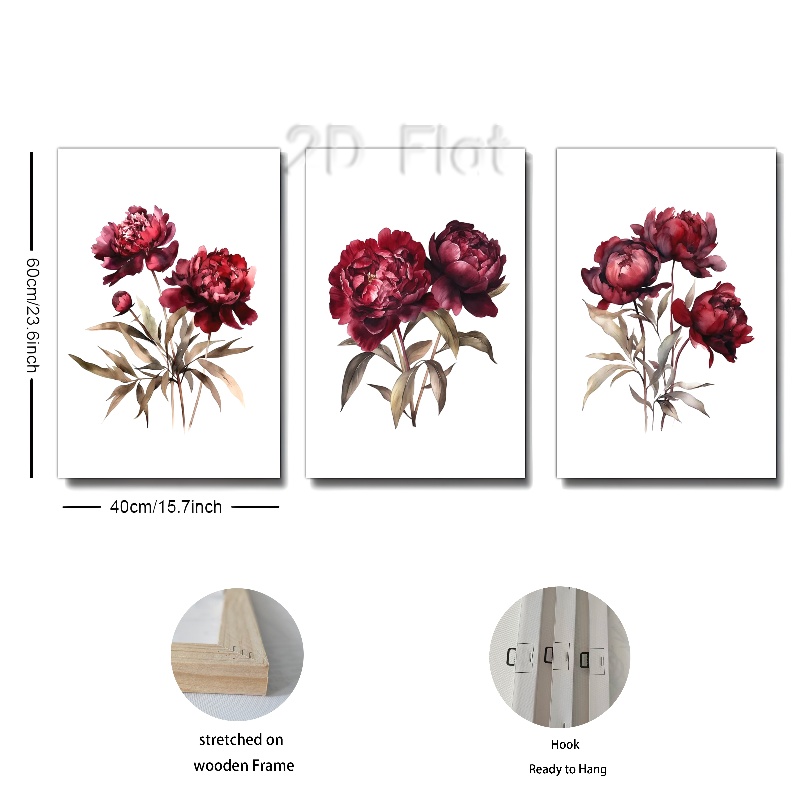 2D Flat
60cm/23.6inch
40cm/15.7inch
stretched on
wooden Frame
Hook
Ready to Hang